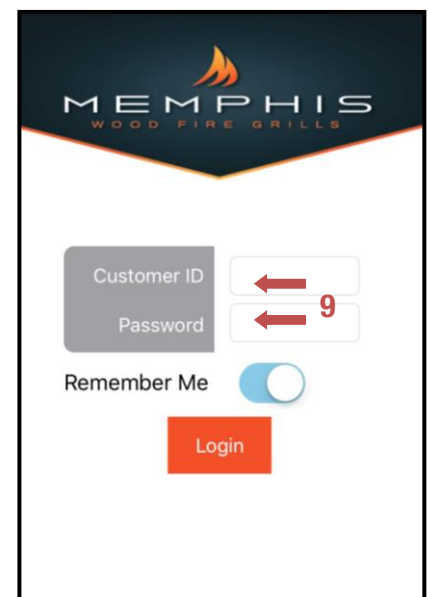 MEMPHIS
WOOD FIRE GRILLS
Customer ID
9
Password
Remember Me
Login